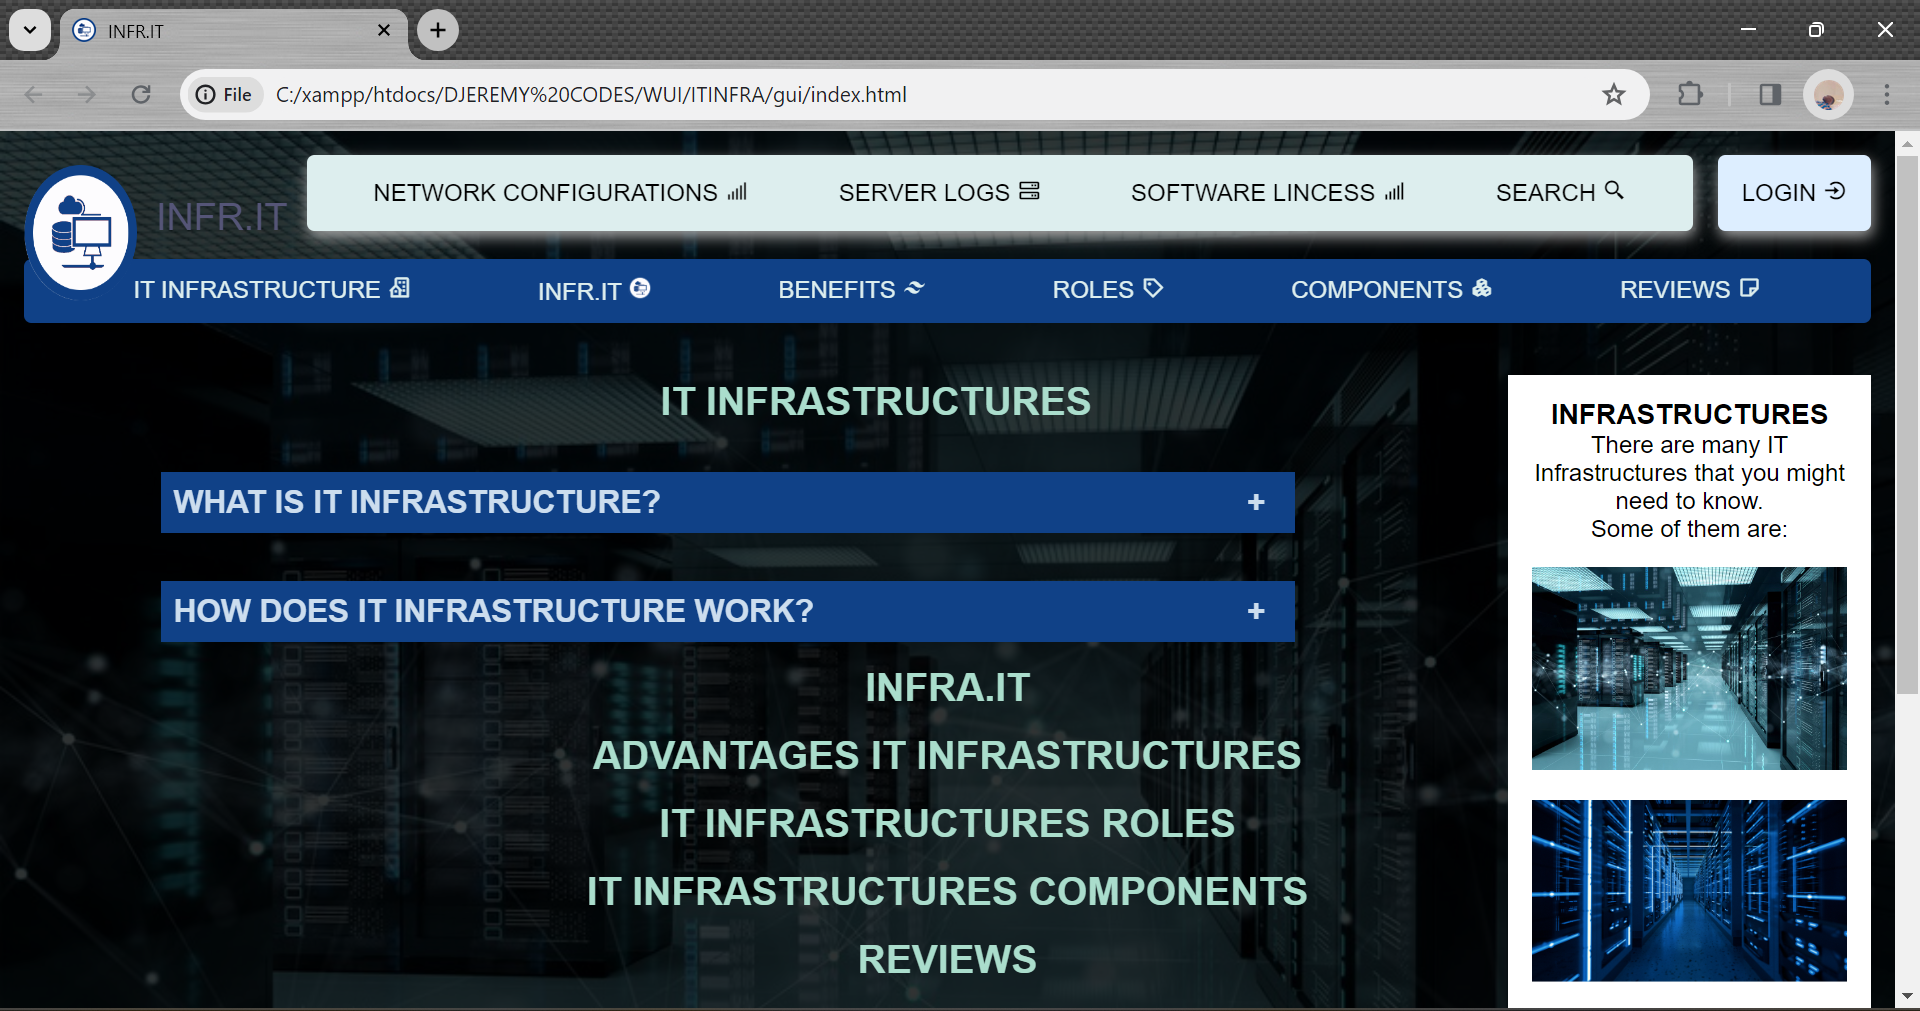 INFR.IT
File C:/xampp/htdocs/DJEREMY%20CODES/WUI/ITINFRA/gui/index.html
INFR.IT
NETWORK CONFIGURATIONS SERVER LOGS SOFTWARE LINCESS SEARCH LOGIN
IT INFRASTRUCTURE INFR.IT BENEFITS ROLES COMPONENTS REVIEWS
IT INFRASTRUCTURES
WHAT IS IT INFRASTRUCTURE? +
HOW DOES IT INFRASTRUCTURE WORK? +
INFRA.IT
ADVANTAGES IT INFRASTRUCTURES
IT INFRASTRUCTURES ROLES
IT INFRASTRUCTURES COMPONENTS
REVIEWS
INFRASTRUCTURES
There are many IT
Infrastructures that you might
need to know.
Some of them are: